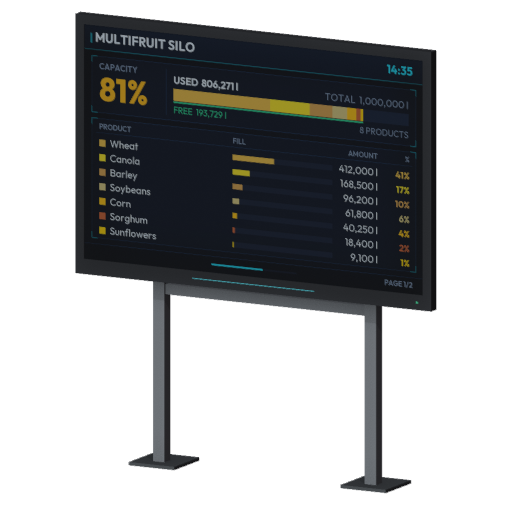 MULTIFRUIT SILO
14:35
CAPACITY
81%
USED 806,271 l
TOTAL 1,000,000 l
FREE 193,729 l
8 PRODUCTS
PRODUCT FILL AMOUNT %
Wheat 412,000 l 41%
Canola 168,500 l 17%
Barley 96,200 l 10%
Soybeans 61,800 l 6%
Corn 40,250 l 4%
Sorghum 18,400 l 2%
Sunflowers 9,100 l 1%
PAGE 1/2